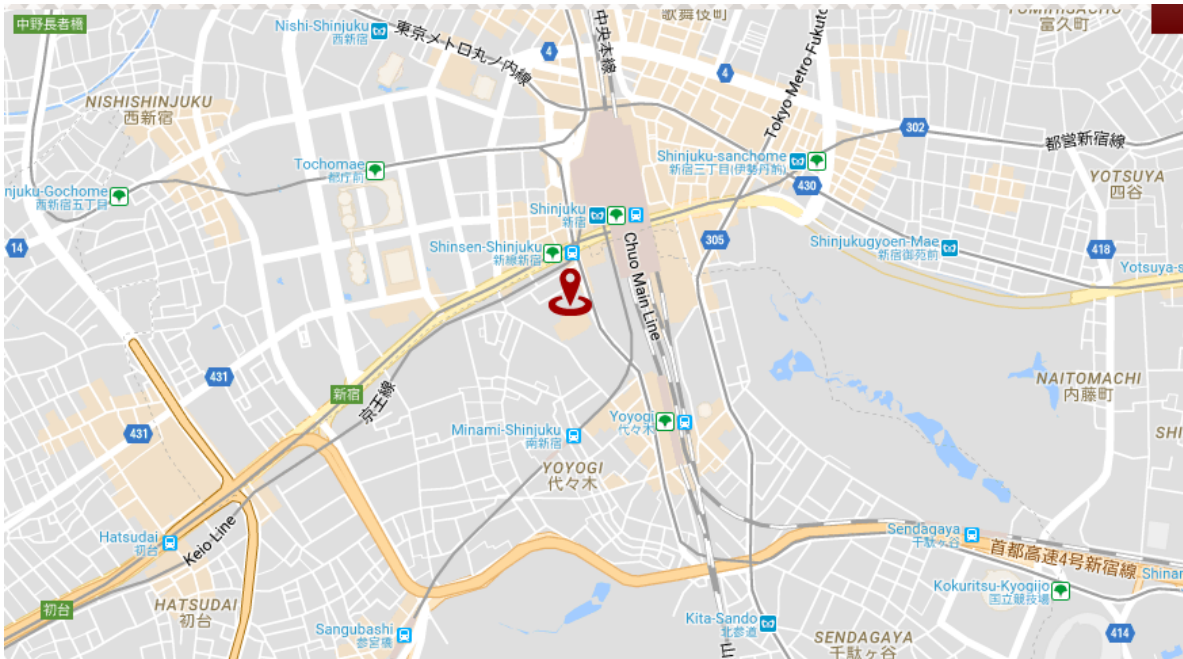 中野長者橋
Nishi-Shinjuku
西新宿
東京メトロ丸ノ内線
4
中央本線
歌舞伎町
富久町
4
Tokyo-Metro-Fukuto
NISHISHINJUKU
西新宿
302
都営新宿線
Tochomae
都庁前
Shinjuku-sanchome
新宿三丁目(伊勢丹前)
430
YOTSUYA
四谷
njuku-Gochome
西新宿五丁目
Shinjuku
新宿
14
Shinsen-Shinjuku
新線新宿
Chuo Main Line
305
Shinjukugyoen-Mae
新宿御苑前
418
Yotsuya-s
431
新宿
京王線
NAITOMACHI
内藤町
431
Minami-Shinjuku
南新宿
Yoyogi
代々木
SHI
YOYOGI
代々木
Hatsudai
初台
Keio-Line
Sendagaya
千駄ヶ谷
首都高速4号新宿線
Shinar
Kokuritsu-Kyogijo
国立競技場
初台
HATSUDAI
初台
Sangubashi
参宮橋
Kita-Sando
北参道
山
SENDAGAYA
千駄ヶ谷
414